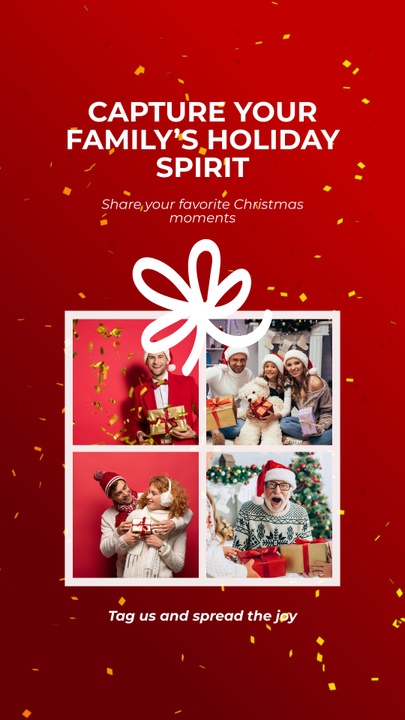 CAPTURE YOUR
FAMILY’S HOLIDAY
SPIRIT
Share your favorite Christmas
moments
Tag us and spread the joy